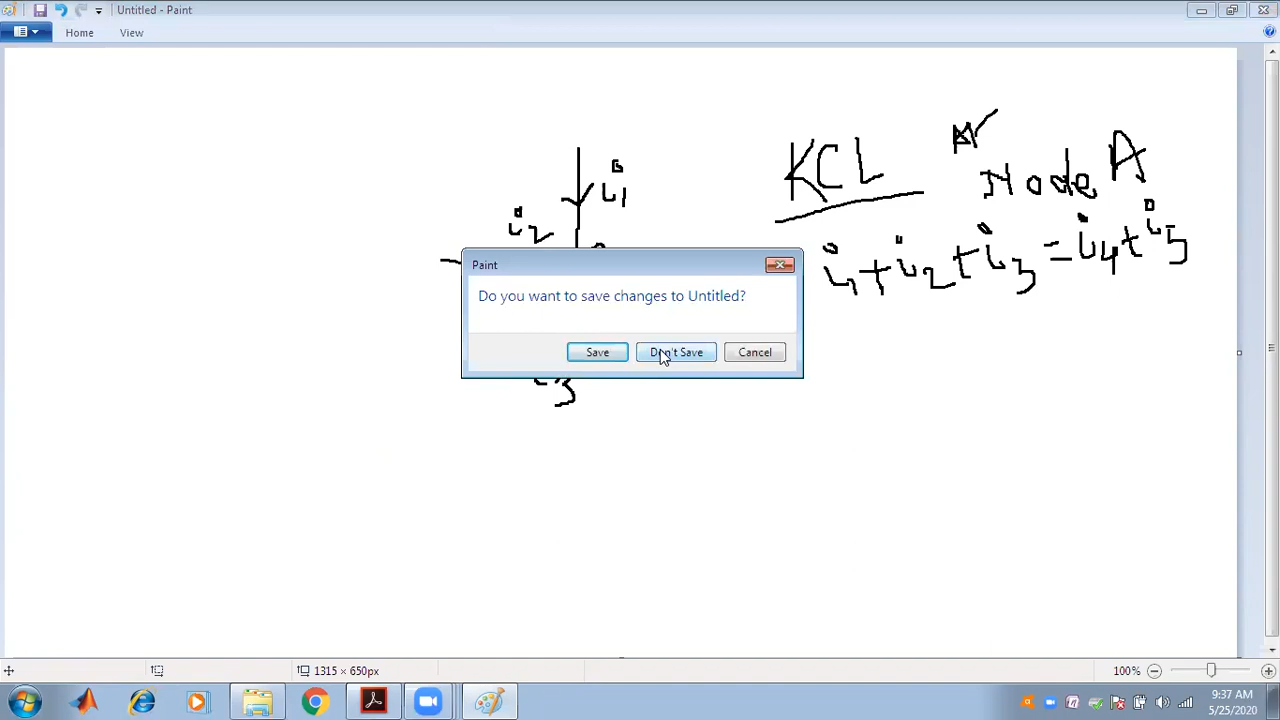 Untitled - Paint
Home View
KCL
Node A
i1
i2
i1+i2+i3=i4+i5
Paint
Do you want to save changes to Untitled?
Save Don't Save Cancel
i3
1315 × 650px
100%
9:37 AM
5/25/2020